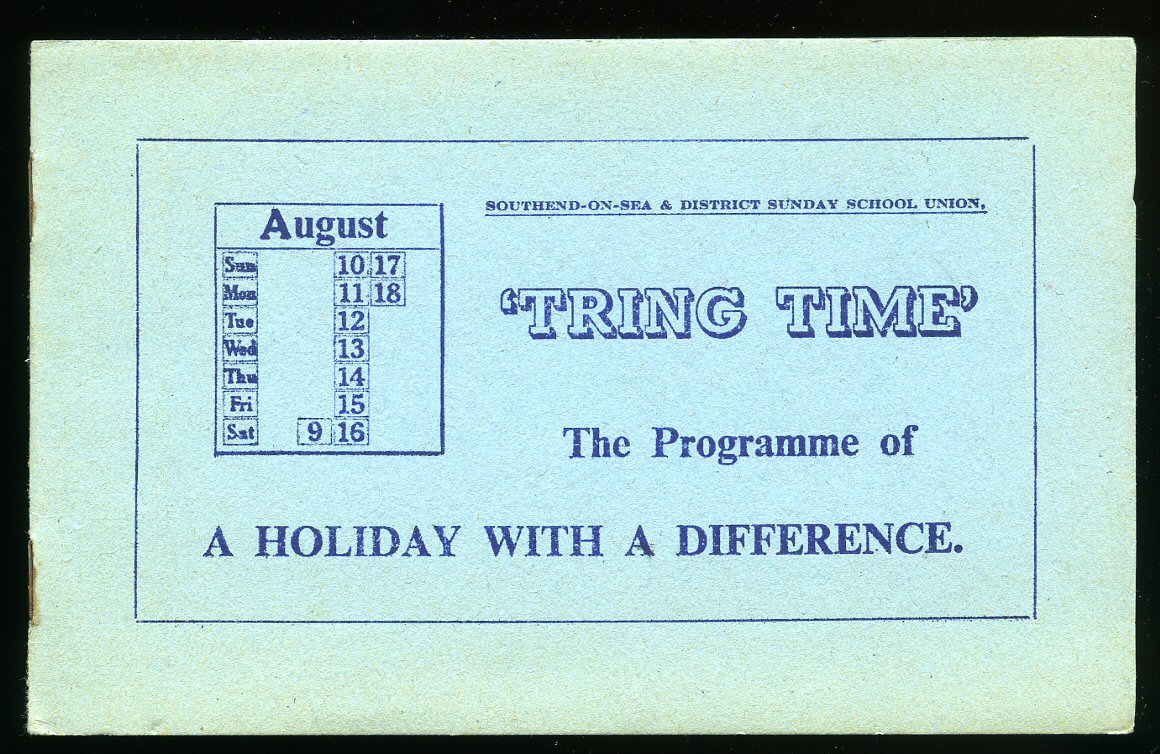 SOUTHEND-ON-SEA & DISTRICT SUNDAY SCHOOL UNION,
'TRING TIME'
August
Sun 10 17
Mon 11 18
Tue 12
Wed 13
Thu 14
Fri 15
Sat 9 16
The Programme of
A HOLIDAY WITH A DIFFERENCE.